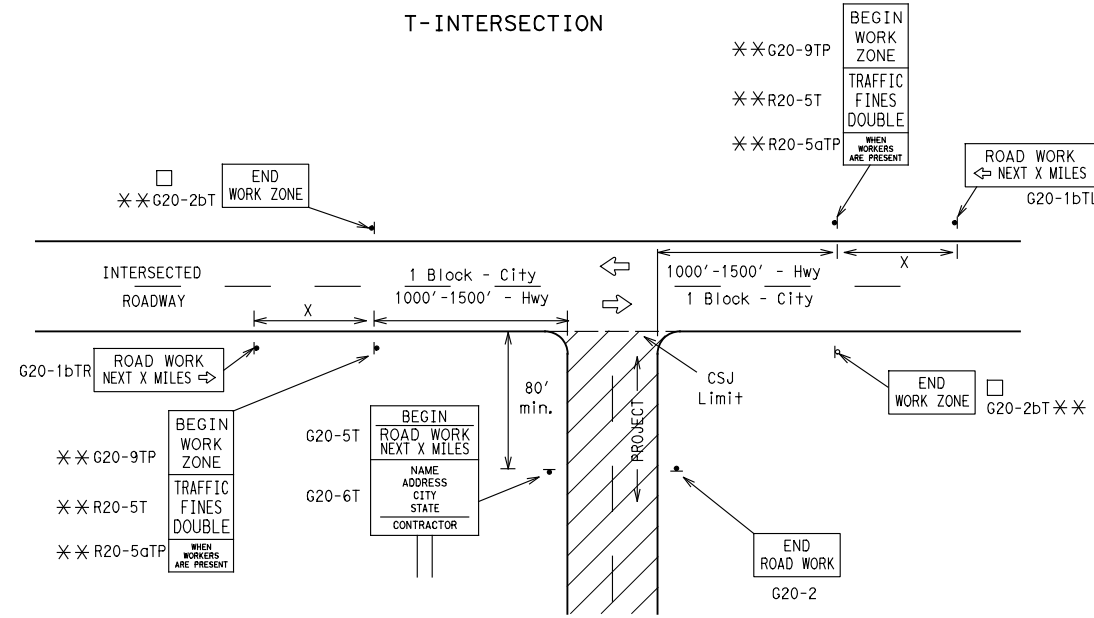 T-INTERSECTION
BEGIN
WORK
ZONE
TRAFFIC
FINES
DOUBLE
WHEN
WORKERS
ARE PRESENT
**G20-9TP
**R20-5T
**R20-5aTP
ROAD WORK
⇦ NEXT X MILES
G20-1bTL
END
WORK ZONE
□
**G20-2bT
INTERSECTED
ROADWAY
X
1 Block - City
1000'-1500' - Hwy
1000'-1500' - Hwy
1 Block - City
X
G20-1bTR
ROAD WORK
NEXT X MILES ⇨
80'
min.
CSJ
Limit
PROJECT
END
WORK ZONE
□
G20-2bT**
BEGIN
WORK
ZONE
TRAFFIC
FINES
DOUBLE
WHEN
WORKERS
ARE PRESENT
**G20-9TP
**R20-5T
**R20-5aTP
G20-5T
G20-6T
BEGIN
ROAD WORK
NEXT X MILES
NAME
ADDRESS
CITY
STATE
CONTRACTOR
END
ROAD WORK
G20-2